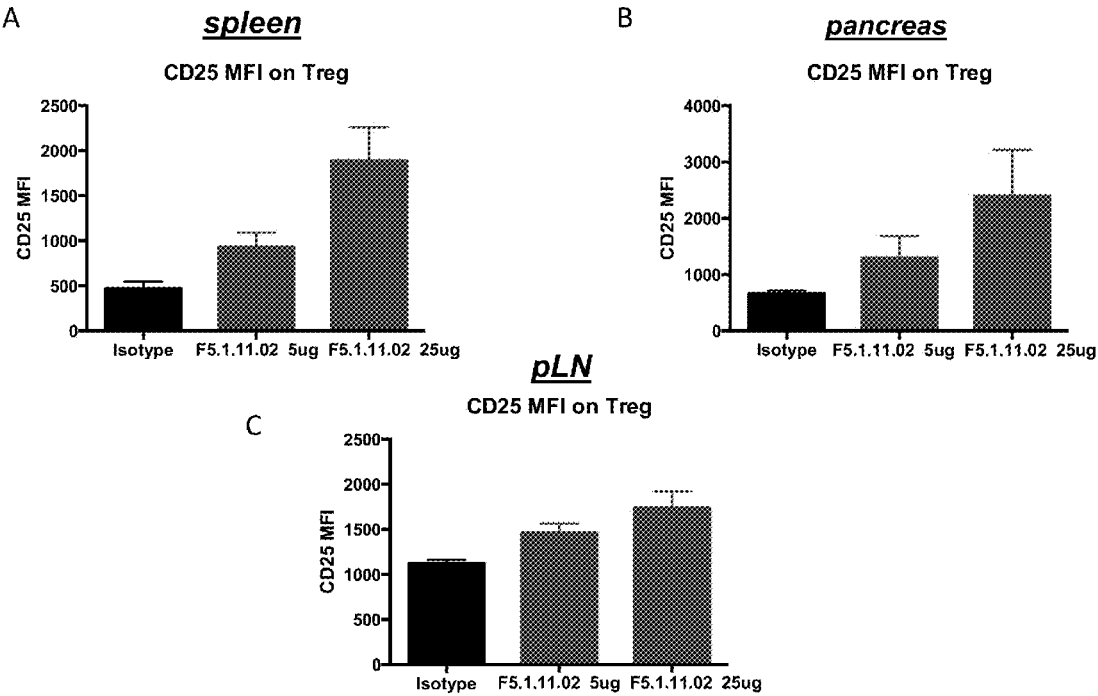 A
spleen
CD25 MFI on Treg
2500
2000
1500
1000
500
0
CD25 MFI
Isotype F5.1.11.02 5ug F5.1.11.02 25ug
B
pancreas
CD25 MFI on Treg
4000
3000
2000
1000
0
CD25 MFI
Isotype F5.1.11.02 5ug F5.1.11.02 25ug
C
pLN
CD25 MFI on Treg
2500
2000
1500
1000
500
0
CD25 MFI
Isotype F5.1.11.02 5ug F5.1.11.02 25ug